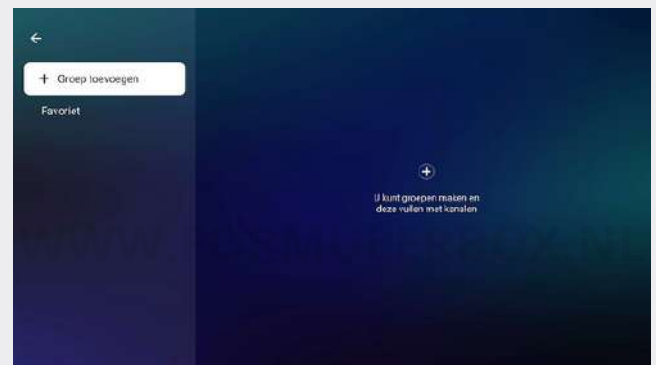 Groep toevoegen
Favoriet
U kunt groepen maken en
deze vullen met kanalen